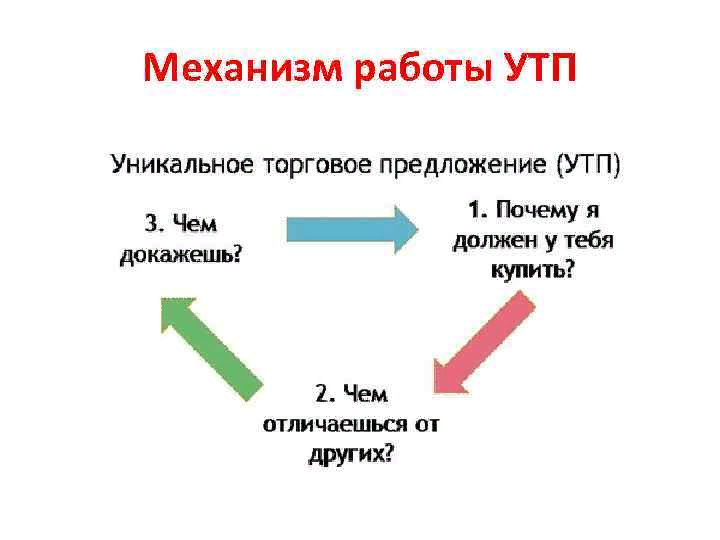 Механизм работы УТП
Уникальное торговое предложение (УТП)
1. Почему я
должен у тебя
купить?
2. Чем
отличаешься от
других?
3. Чем
докажешь?